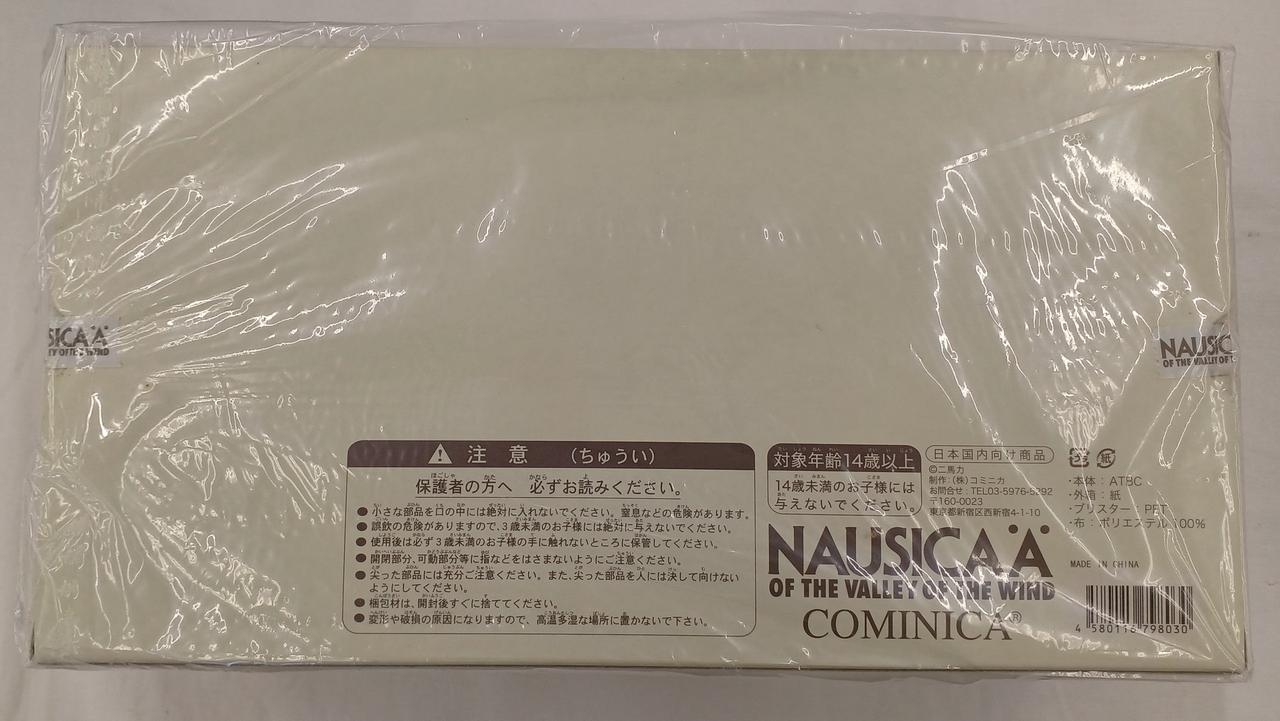 SICA"A"
Y OF THE WIND
NAUSIC
OF THE VALLEY OF T
注意 (ちゅうい)
保護者の方へ 必ずお読みください。
●小さな部品を口の中には絶対に入れないでください。窒息などの危険があります。
●誤飲の危険がありますので、3歳未満のお子様には絶対に与えないでください。
●使用後は必ず3歳未満のお子様の手に触れないところに保管してください。
●開閉部分、可動部分等に指などをはさまないようにご注意ください。
●尖った部品には充分ご注意ください。また、尖った部品を人には決して向けない
ようにしてください。
●梱包材は、開封後すぐに捨ててください。
●変形や破損の原因になりますので、高温多湿な場所に置かないで下さい。
対象年齢14歳以上
14歳未満のお子様には
与えないでください。
日本国内向け商品
©二馬力
制作:(株)コミニカ
お問合せ:TEL03-5976-5292
〒160-0023
東京都新宿区西新宿4-1-10
紙
・本体:ATBC
・外箱:紙
・ブリスター:PET
・布:ポリエステル100%
NAUSICAÄ
OF THE VALLEY OF THE WIND
COMINICA®
MADE IN CHINA
4 580116 798030